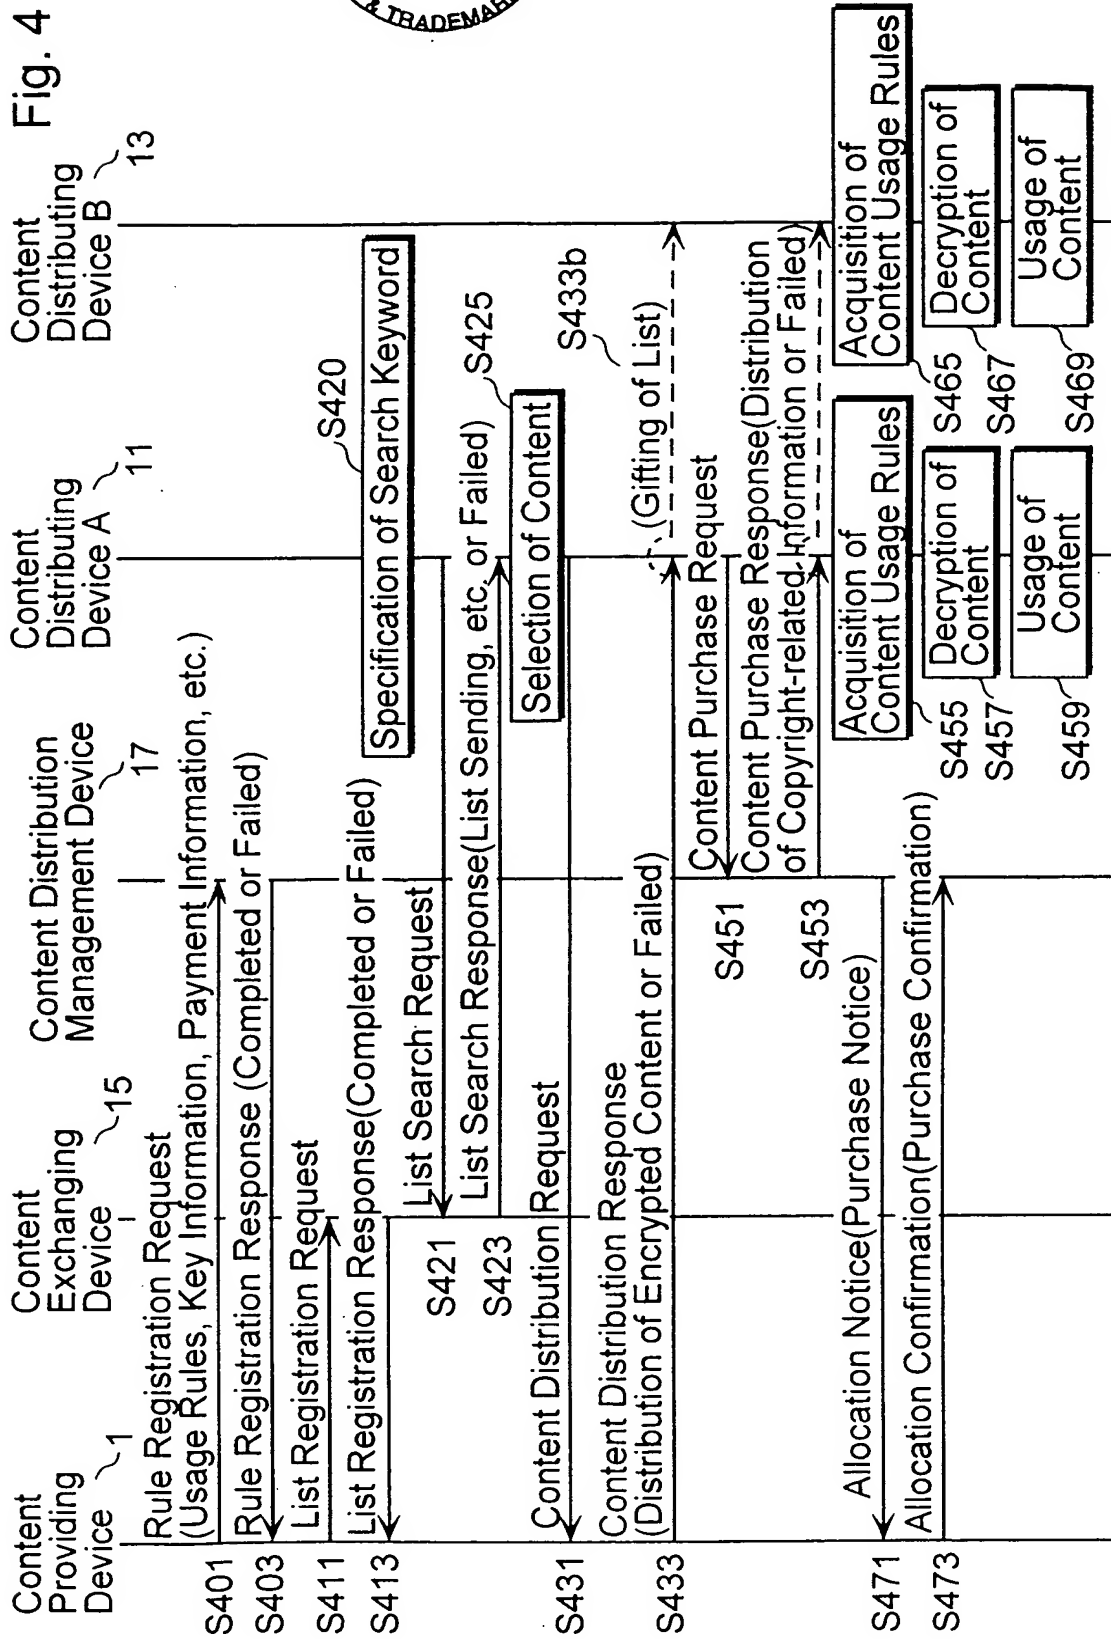 & TRADEMAR
Fig. 4
Content
Providing
Device
1
Content
Exchanging
Device
15
Content Distribution
Management Device
17
Content
Distributing
Device A
11
Content
Distributing
Device B
13
S401
Rule Registration Request
(Usage Rules, Key Information, Payment Information, etc.)
S403
Rule Registration Response (Completed or Failed)
S411
List Registration Request
S413
List Registration Response(Completed or Failed)
S420
Specification of Search Keyword
S421
List Search Request
S423
List Search Response(List Sending, etc. or Failed)
S425
Selection of Content
S431
Content Distribution Request
S433
Content Distribution Response
(Distribution of Encrypted Content or Failed)
S433b
(Gifting of List)
S451
Content Purchase Request
S453
Content Purchase Response(Distribution
of Copyright-related Information or Failed)
S455
Acquisition of
Content Usage Rules
S465
Acquisition of
Content Usage Rules
S457
Decryption of
Content
S467
Decryption of
Content
S459
Usage of
Content
S469
Usage of
Content
S471
Allocation Notice(Purchase Notice)
S473
Allocation Confirmation(Purchase Confirmation)